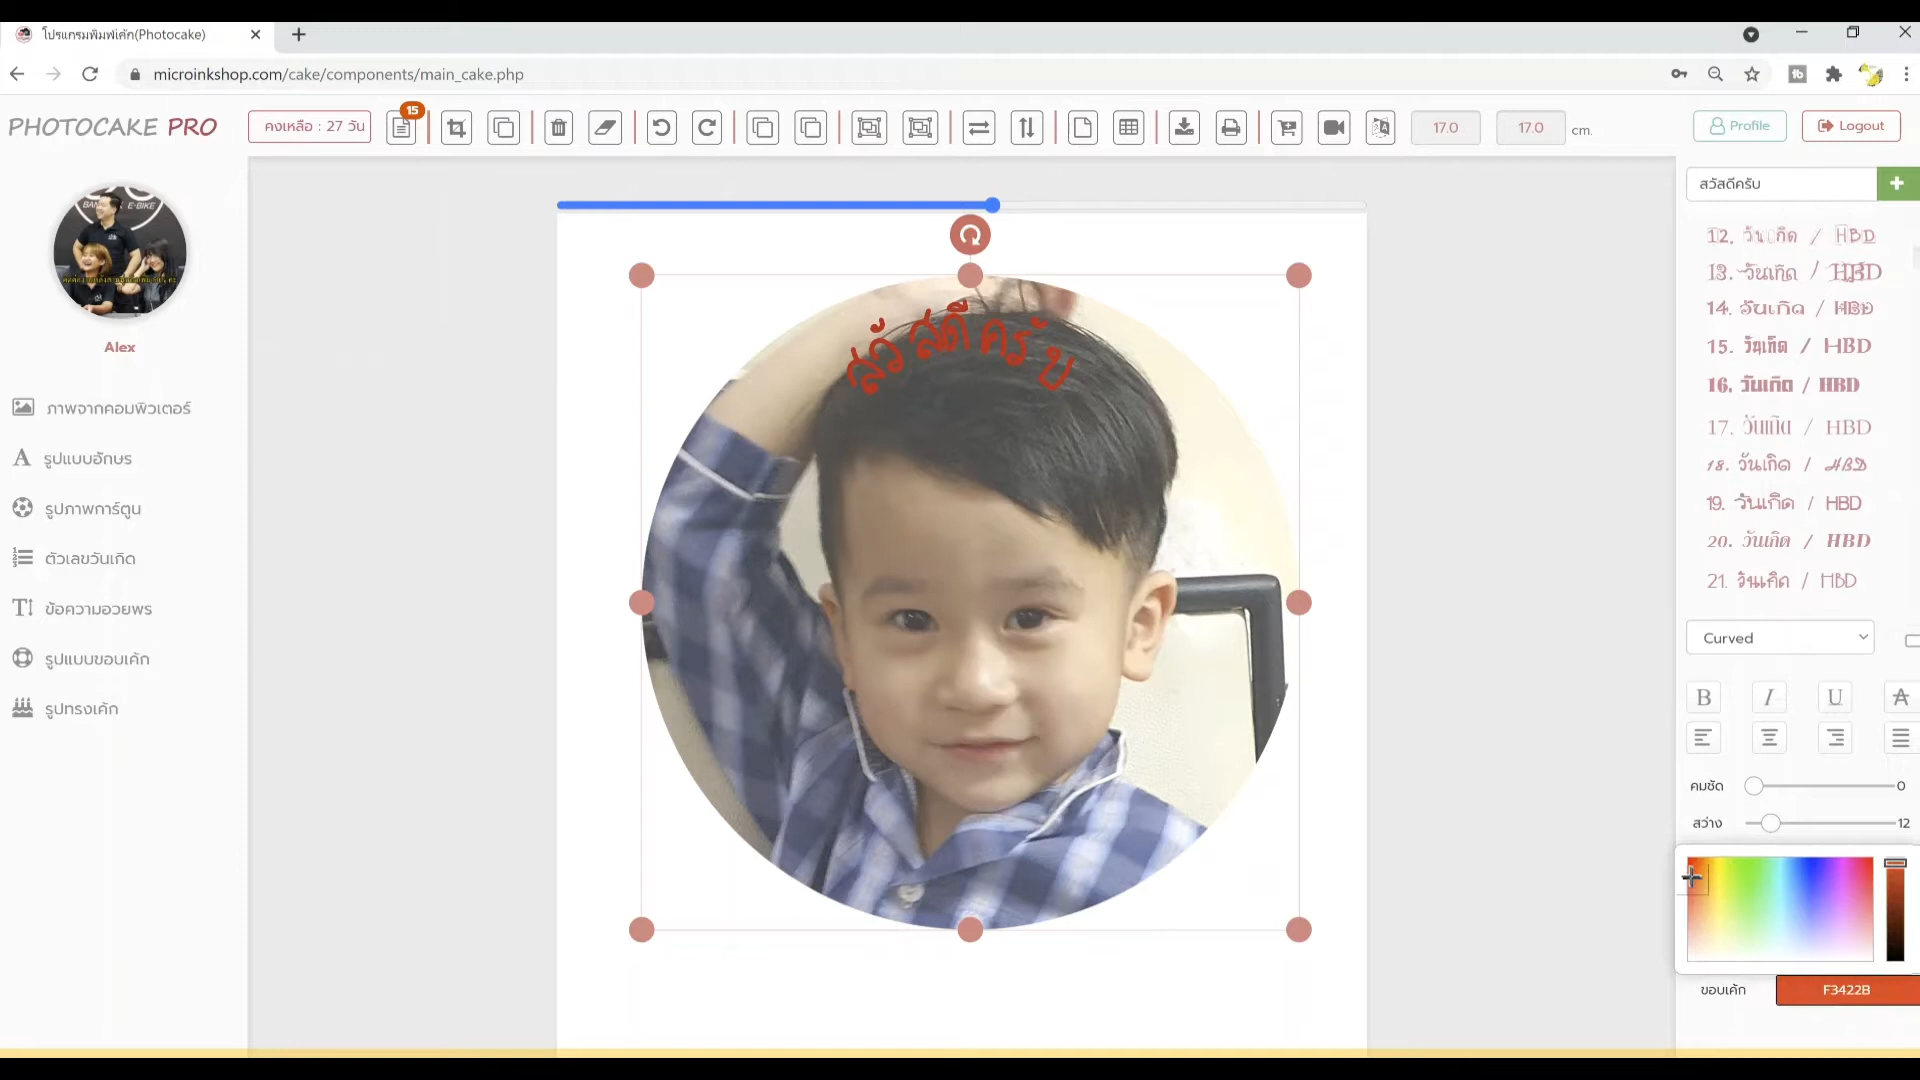 โปรแกรมพิมพ์เค้ก(Photocake)
microinkshop.com/cake/components/main_cake.php
PHOTOCAKE PRO
คงเหลือ : 27 วัน
15
17.0
17.0
cm.
Profile
Logout
Alex
ภาพจากคอมพิวเตอร์
รูปแบบอักษร
รูปภาพการ์ตูน
ตัวเลขวันเกิด
ข้อความอวยพร
รูปแบบขอบเค้ก
รูปทรงเค้ก
สวัสดีครับ
สวัสดีครับ
12. วันเกิด / HBD
13. วันเกิด / HBD
14. วันเกิด / HBD
15. วันเกิด / HBD
16. วันเกิด / HBD
17. วันเกิด / HBD
18. วันเกิด / HBD
19. วันเกิด / HBD
20. วันเกิด / HBD
21. วันเกิด / HBD
Curved
B I U A
คมชัด 0
สว่าง 12
ขอบเค้ก F3422B